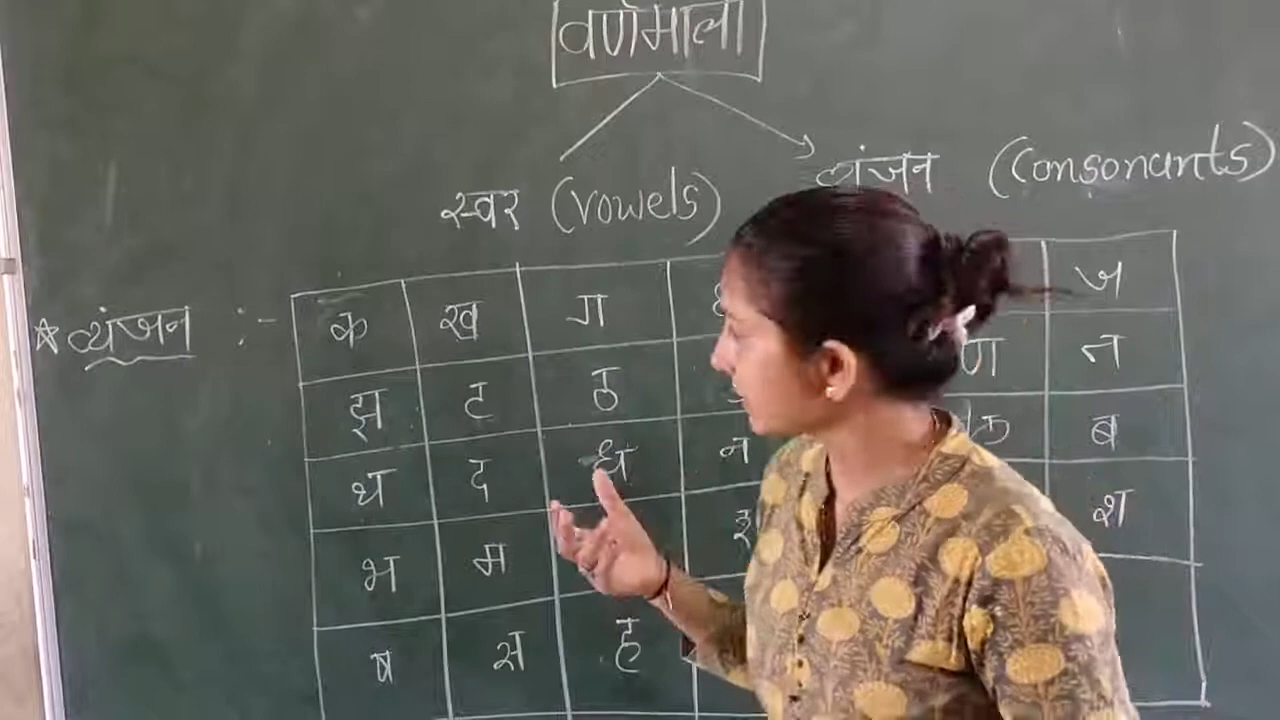 वर्णमाला
स्वर (vowels) व्यंजन (consonants)
★ व्यंजन :-
क ख ग ज
झ ट ठ ण त
थ द ध न फ ब
भ म श
ष स ह